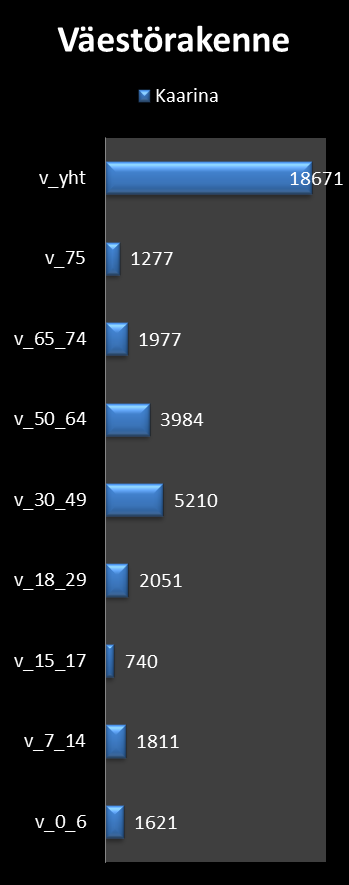 Väestörakenne
Kaarina
v_yht 18671
v_75 1277
v_65_74 1977
v_50_64 3984
v_30_49 5210
v_18_29 2051
v_15_17 740
v_7_14 1811
v_0_6 1621